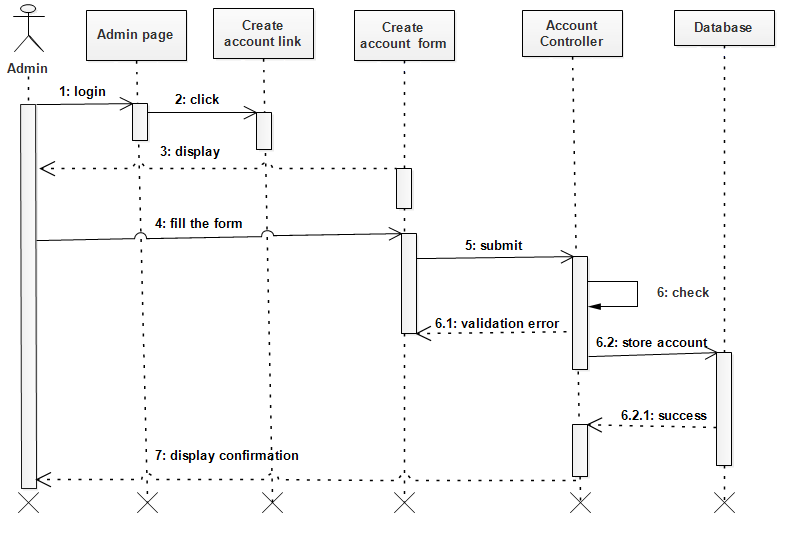 Admin
Admin page
Create
account link
Create
account form
Account
Controller
Database
1: login
2: click
3: display
4: fill the form
5: submit
6: check
6.1: validation error
6.2: store account
6.2.1: success
7: display confirmation